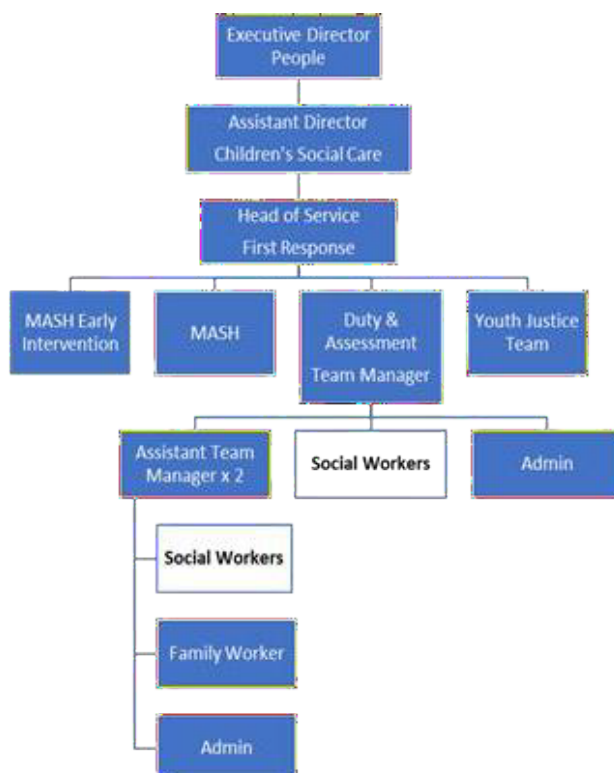 Executive Director
People
Assistant Director
Children's Social Care
Head of Service
First Response
MASH Early
Intervention
MASH
Duty &
Assessment
Team Manager
Youth Justice
Team
Assistant Team
Manager x 2
Social Workers
Admin
Social Workers
Family Worker
Admin